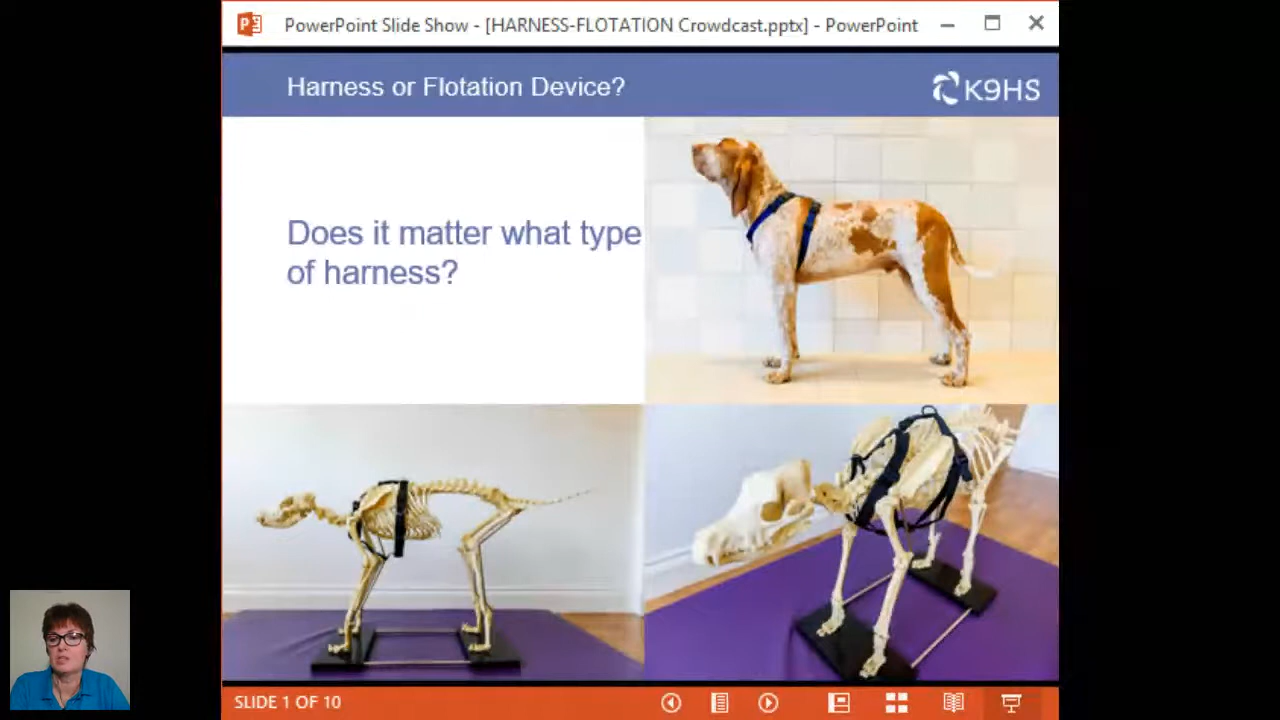 PowerPoint Slide Show - [HARNESS-FLOTATION Crowdcast.pptx] - PowerPoint
Harness or Flotation Device?
K9HS
Does it matter what type
of harness?
SLIDE 1 OF 10